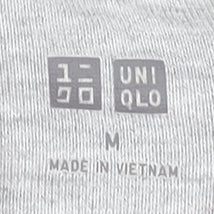 ユニ UNI
クロ QLO
M
MADE IN VIETNAM